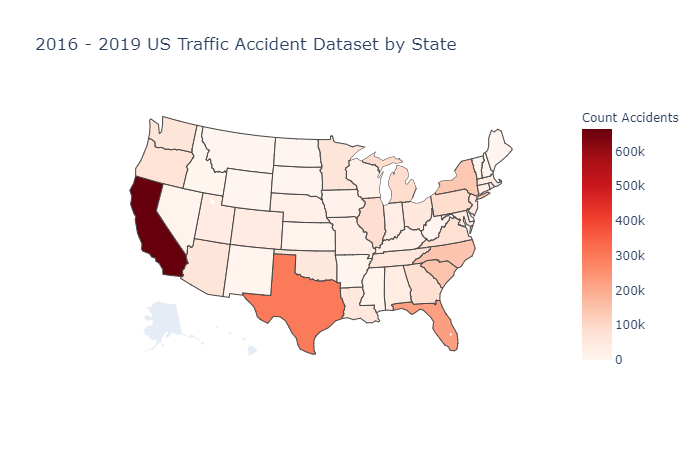 2016 - 2019 US Traffic Accident Dataset by State
Count Accidents
600k
500k
400k
300k
200k
100k
0